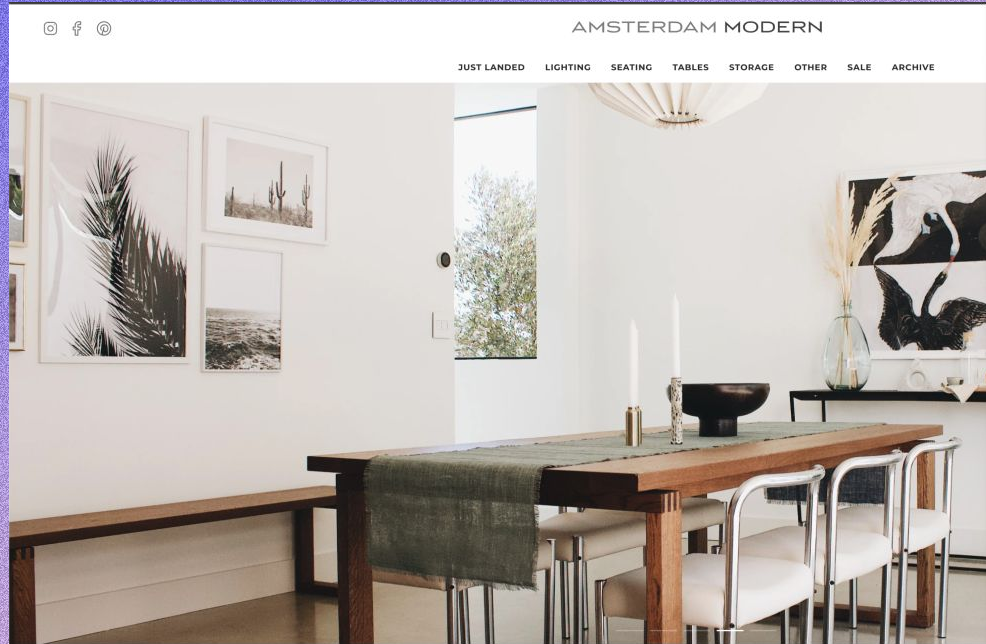 AMSTERDAM MODERN
JUST LANDED LIGHTING SEATING TABLES STORAGE OTHER SALE ARCHIVE